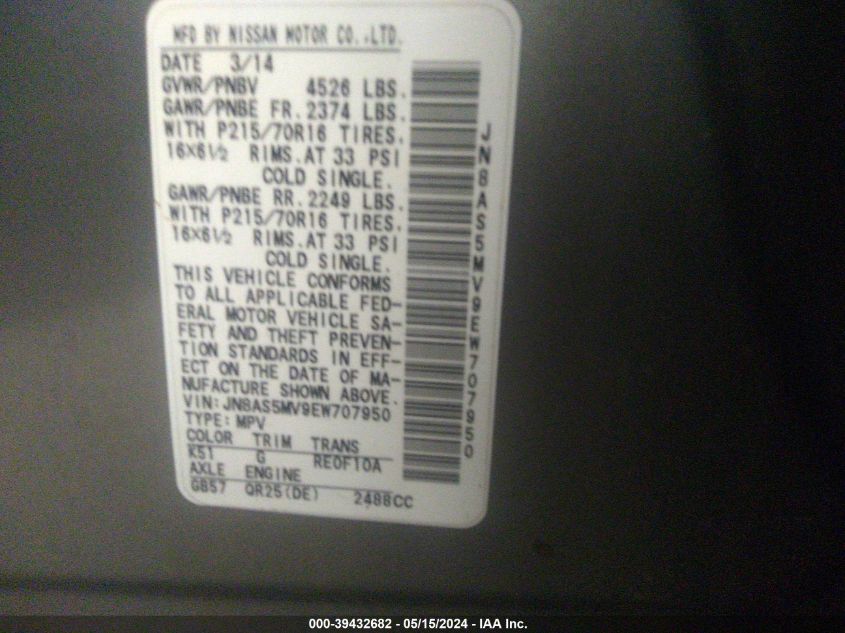 MFD BY NISSAN MOTOR CO.,LTD.
DATE 3/14
GVWR/PNBV 4526 LBS.
GAWR/PNBE FR. 2374 LBS.
WITH P215/70R16 TIRES,
16X6½ RIMS.AT 33 PSI
COLD SINGLE.
GAWR/PNBE RR. 2249 LBS.
WITH P215/70R16 TIRES.
16X6½ RIMS.AT 33 PSI
COLD SINGLE.
THIS VEHICLE CONFORMS
TO ALL APPLICABLE FED-
ERAL MOTOR VEHICLE SA-
FETY AND THEFT PREVEN-
TION STANDARDS IN EFF-
ECT ON THE DATE OF MA-
NUFACTURE SHOWN ABOVE.
VIN:JN8AS5MV9EW707950
TYPE:MPV
COLOR TRIM TRANS
K51 G RE0F10A
AXLE ENGINE
GB57 QR25(DE) 2488CC
JN8AS5MV9EW707950
000-39432682 - 05/15/2024 - IAA Inc.